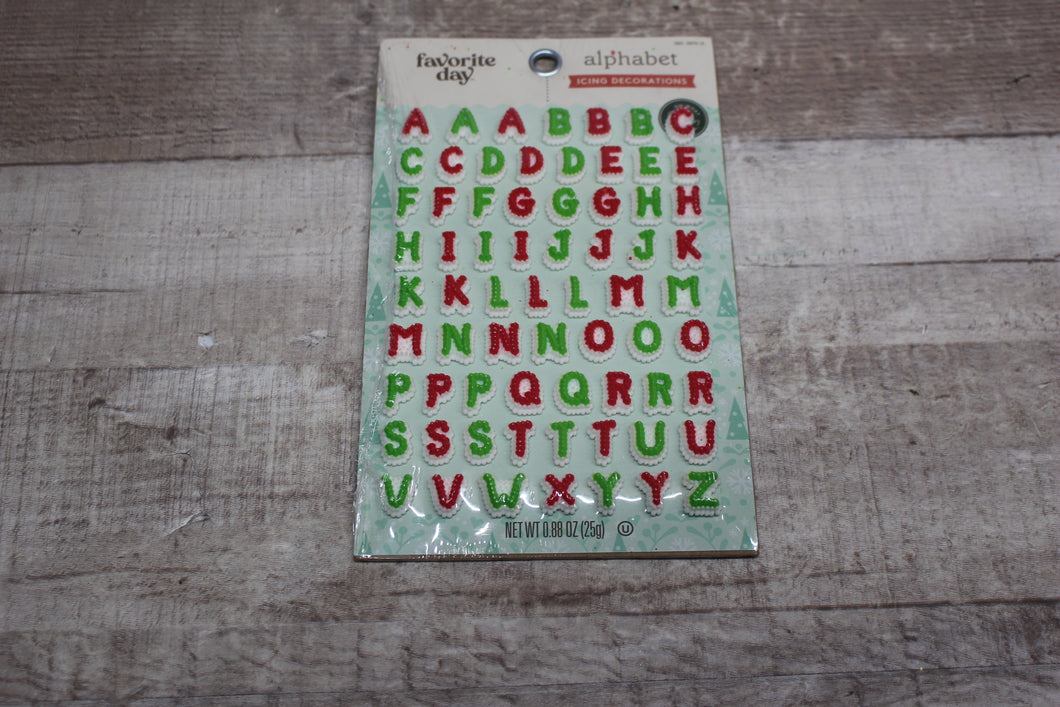 favorite day
alphabet
ICING DECORATIONS
A A A B B B C
C C D D D E E E
F F F G G G H H
H I I I J J J K
K K L L L M M
M N N N O O O
P P P Q Q R R R
S S S T T T U U
V V W X Y Y Z
NET WT 0.88 OZ (25g) U